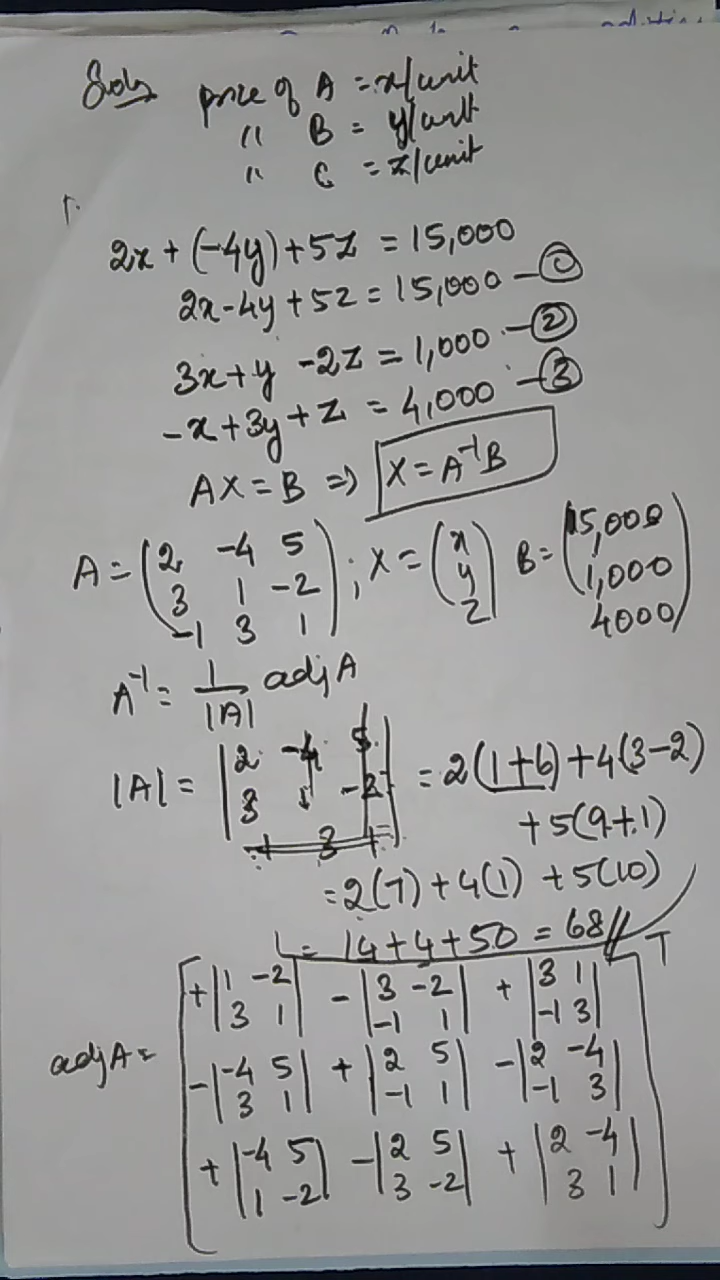 Soln price of A = x/unit
" B = y/unit
" C = z/unit
2x + (-4y) + 5z = 15,000
2x - 4y + 5z = 15,000 - ①
3x + y - 2z = 1,000 - ②
-x + 3y + z = 4,000 - ③
AX = B ⇒ X = A⁻¹B
A = (2 -4 5; X = (x B = (15,000
3 1 -2 y 1,000
-1 3 1) z) 4000)
A⁻¹ = 1/|A| adj A
|A| = |2 -4 5 = 2(1+6) + 4(3-2)
3 1 -2
-1 3 1| + 5(9+1)
= 2(7) + 4(1) + 5(10)
= 14 + 4 + 50 = 68 //
adj A = [+|1 -2| -|3 -2| +|3 1| T
|3 1| |-1 1| |-1 3|
-|-4 5| +|2 5| -|2 -4|
|3 1| |-1 1| |-1 3|
+|-4 5| -|2 5| +|2 -4|
|1 -2| |3 -2| |3 1|]